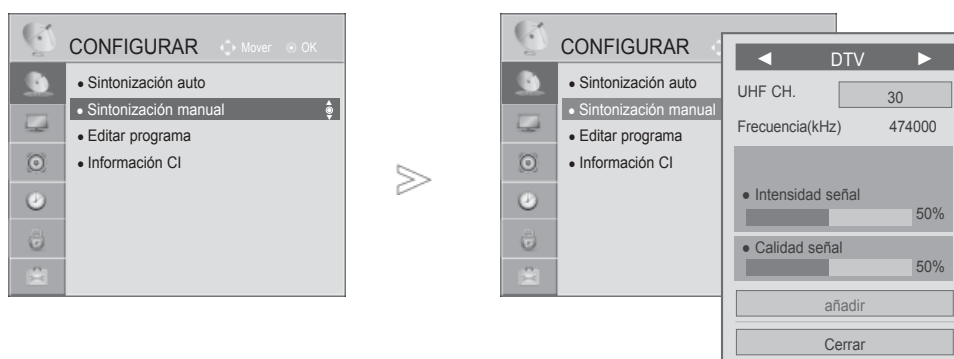 CONFIGURAR Mover OK
• Sintonización auto
• Sintonización manual
• Editar programa
• Información CI
CONFIGURAR
• Sintonización auto
• Sintonización manual
• Editar programa
• Información CI
◄ DTV ►
UHF CH. 30
Frecuencia(kHz) 474000
• Intensidad señal
50%
• Calidad señal
50%
añadir
Cerrar